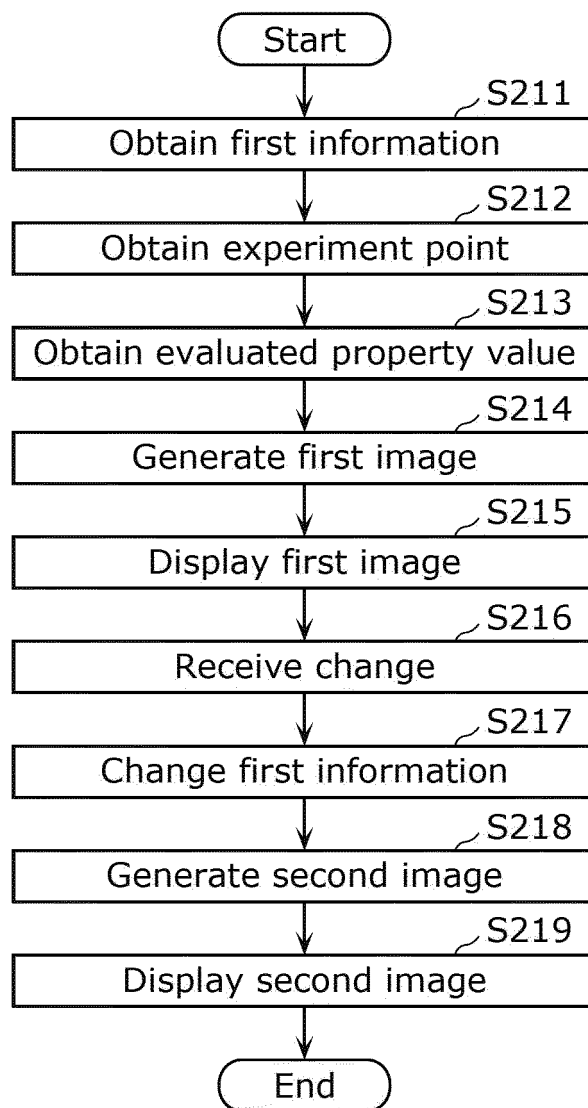 Start
S211
Obtain first information
S212
Obtain experiment point
S213
Obtain evaluated property value
S214
Generate first image
S215
Display first image
S216
Receive change
S217
Change first information
S218
Generate second image
S219
Display second image
End